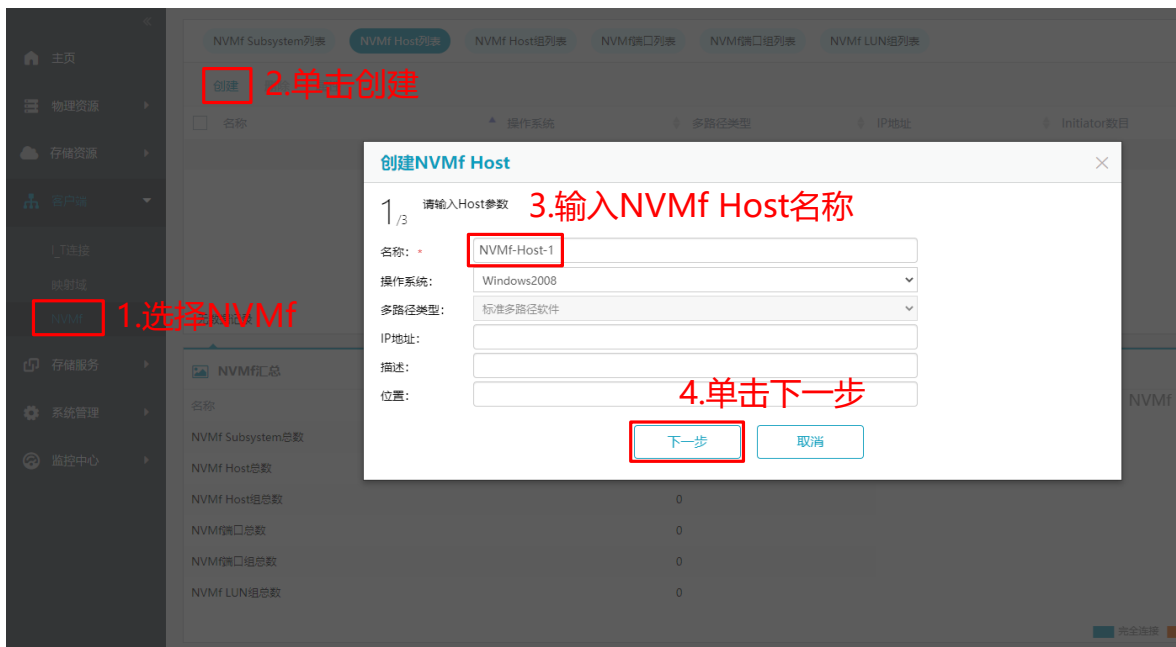 «
NVMf Subsystem列表 NVMf Host列表 NVMf Host组列表 NVMf端口列表 NVMf端口组列表 NVMf LUN组列表
主页
创建 2.单击创建
物理资源
名称 操作系统 多路径类型 IP地址 Initiator数目
存储资源
创建NVMf Host
客户端
1/3 请输入Host参数 3.输入NVMf Host名称
I_T连接
名称: * NVMf-Host-1
映射域
操作系统: Windows2008
NVMf 1.选择NVMf
多路径类型: 标准多路径软件
IP地址:
存储服务
描述:
NVMf汇总
位置: 4.单击下一步
NVMf
系统管理
名称
NVMf Subsystem总数
下一步 取消
监控中心
NVMf Host总数
NVMf Host组总数 0
NVMf端口总数 0
NVMf端口组总数 0
NVMf LUN组总数 0
完全连接